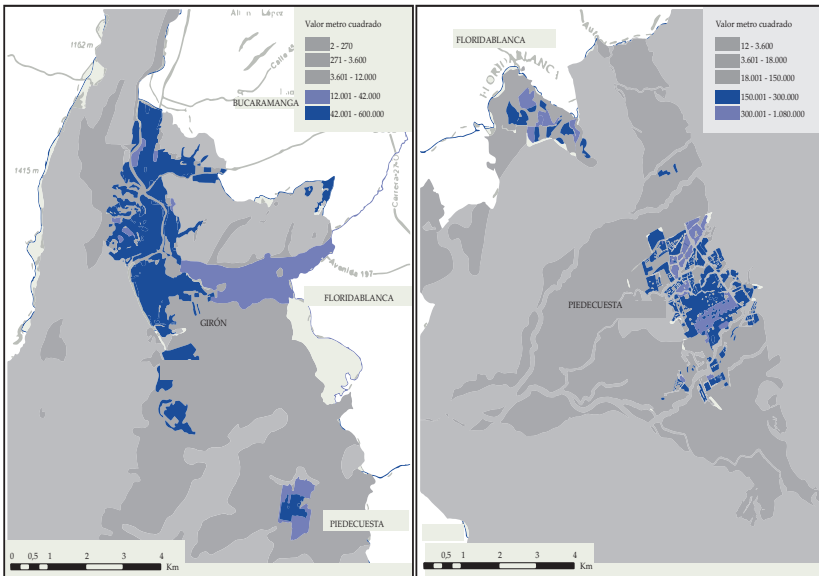 Valor metro cuadrado
2 - 270
271 - 3.600
3.601 - 12.000
12.001 - 42.000
42.001 - 600.000
1162 m
BUCARAMANGA
1415 m
Avenida 197
FLORIDABLANCA
GIRÓN
PIEDECUESTA
0 0,5 1 2 3 4
Km
Valor metro cuadrado
12 - 3.600
3.601 - 18.000
18.001 - 150.000
150.001 - 300.000
300.001 - 1.080.000
FLORIDABLANCA
PIEDECUESTA
0,5 1 2 3 4
Km